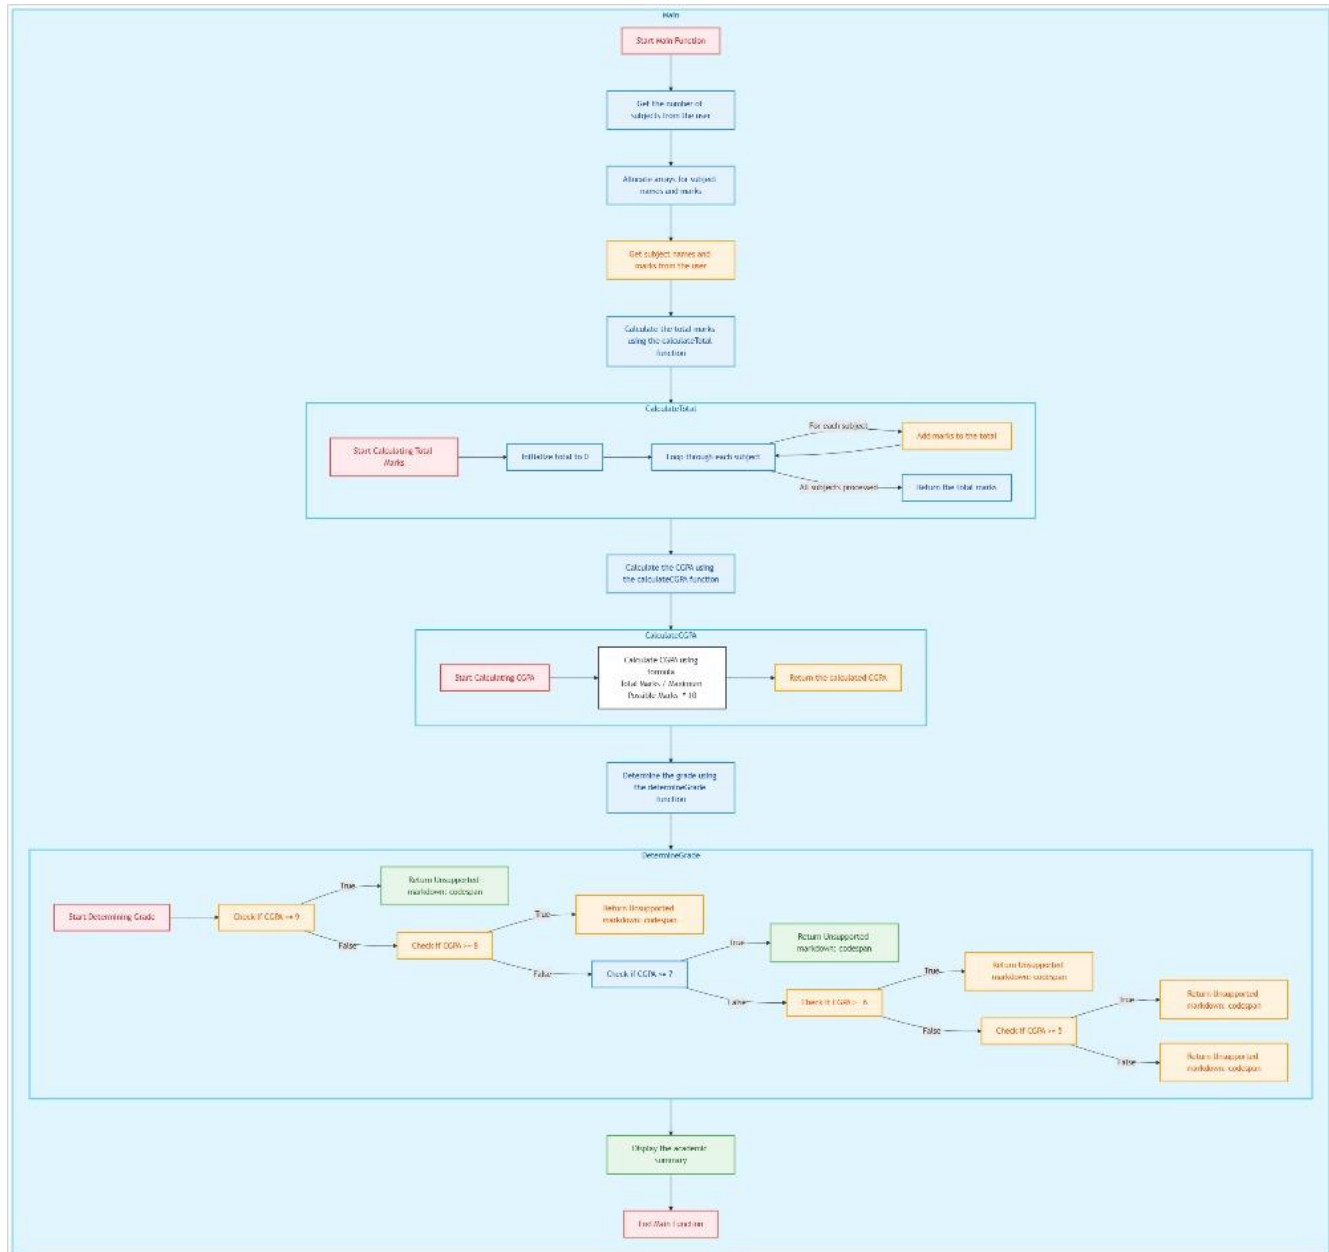 Main
Start Main Function
Get the number of
subjects from the user
Allocate arrays for subject
names and marks
Get subject names and
marks from the user
Calculate the total marks
using the calculateTotal
function
CalculateTotal
For each subject
Add marks to the total
Start Calculating Total
Marks
Initialize total to 0
Loop through each subject
All subjects processed
Return the total marks
Calculate the CGPA using
the calculateCGPA function
CalculateCGPA
Start Calculating CGPA
Calculate CGPA using
formula
Total Marks / Maximum
Possible Marks * 10
Return the calculated CGPA
Determine the grade using
the determineGrade
function
DetermineGrade
Start Determining Grade
Check if CGPA >= 9
True
Return Unsupported
markdown: codespan
False
Check if CGPA >= 8
True
Return Unsupported
markdown: codespan
False
Check if CGPA >= 7
True
Return Unsupported
markdown: codespan
False
Check if CGPA >= 6
True
Return Unsupported
markdown: codespan
False
Check if CGPA >= 5
True
Return Unsupported
markdown: codespan
False
Return Unsupported
markdown: codespan
Display the academic
summary
End Main Function